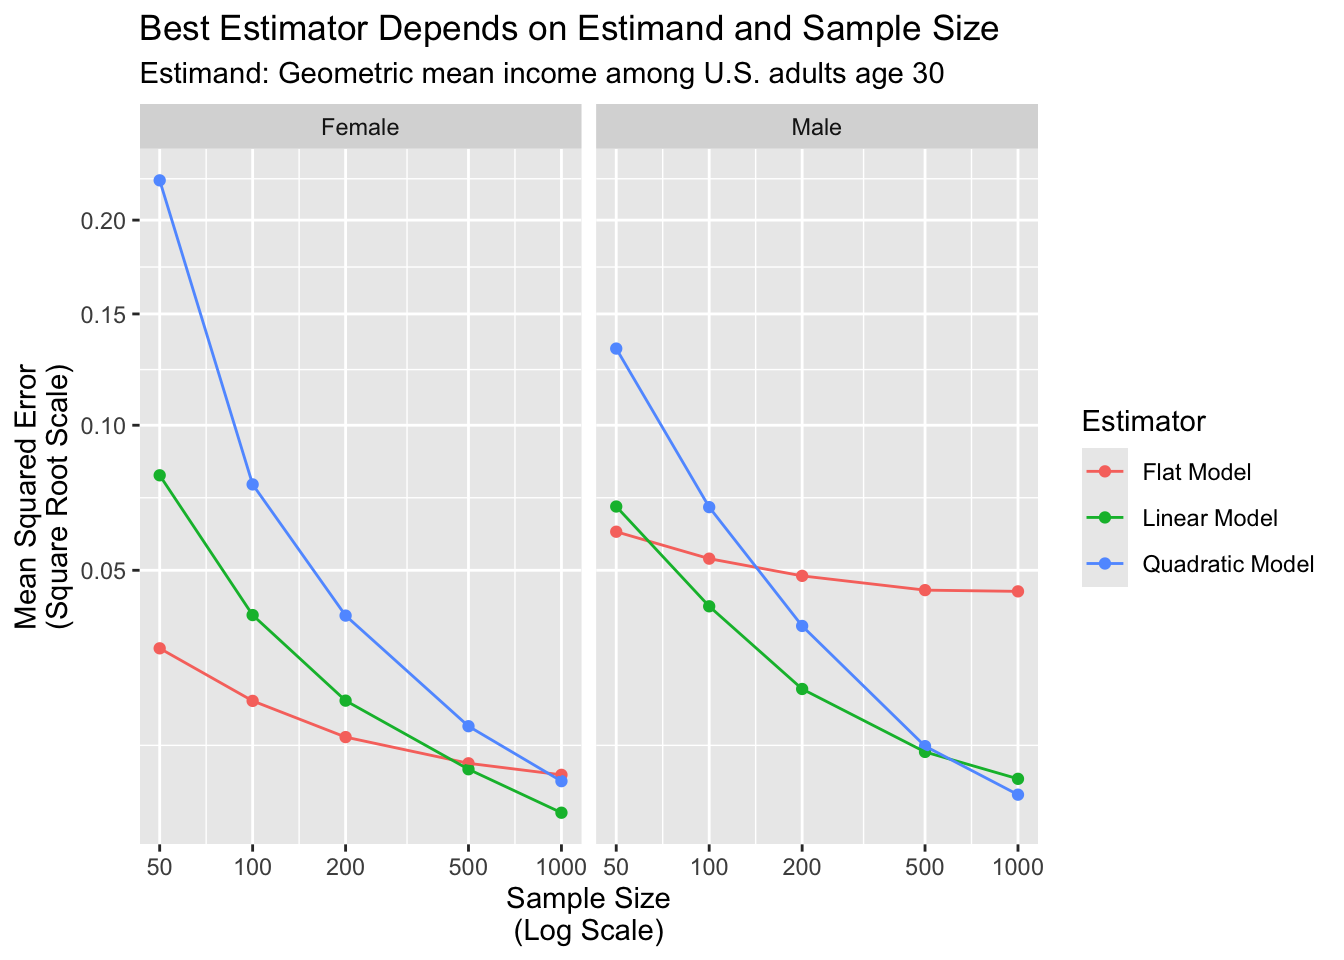 Best Estimator Depends on Estimand and Sample Size
Estimand: Geometric mean income among U.S. adults age 30
Female
Male
0.20
0.15
0.10
0.05
Mean Squared Error
(Square Root Scale)
50 100 200 500 1000
50 100 200 500 1000
Sample Size
(Log Scale)
Estimator
Flat Model
Linear Model
Quadratic Model